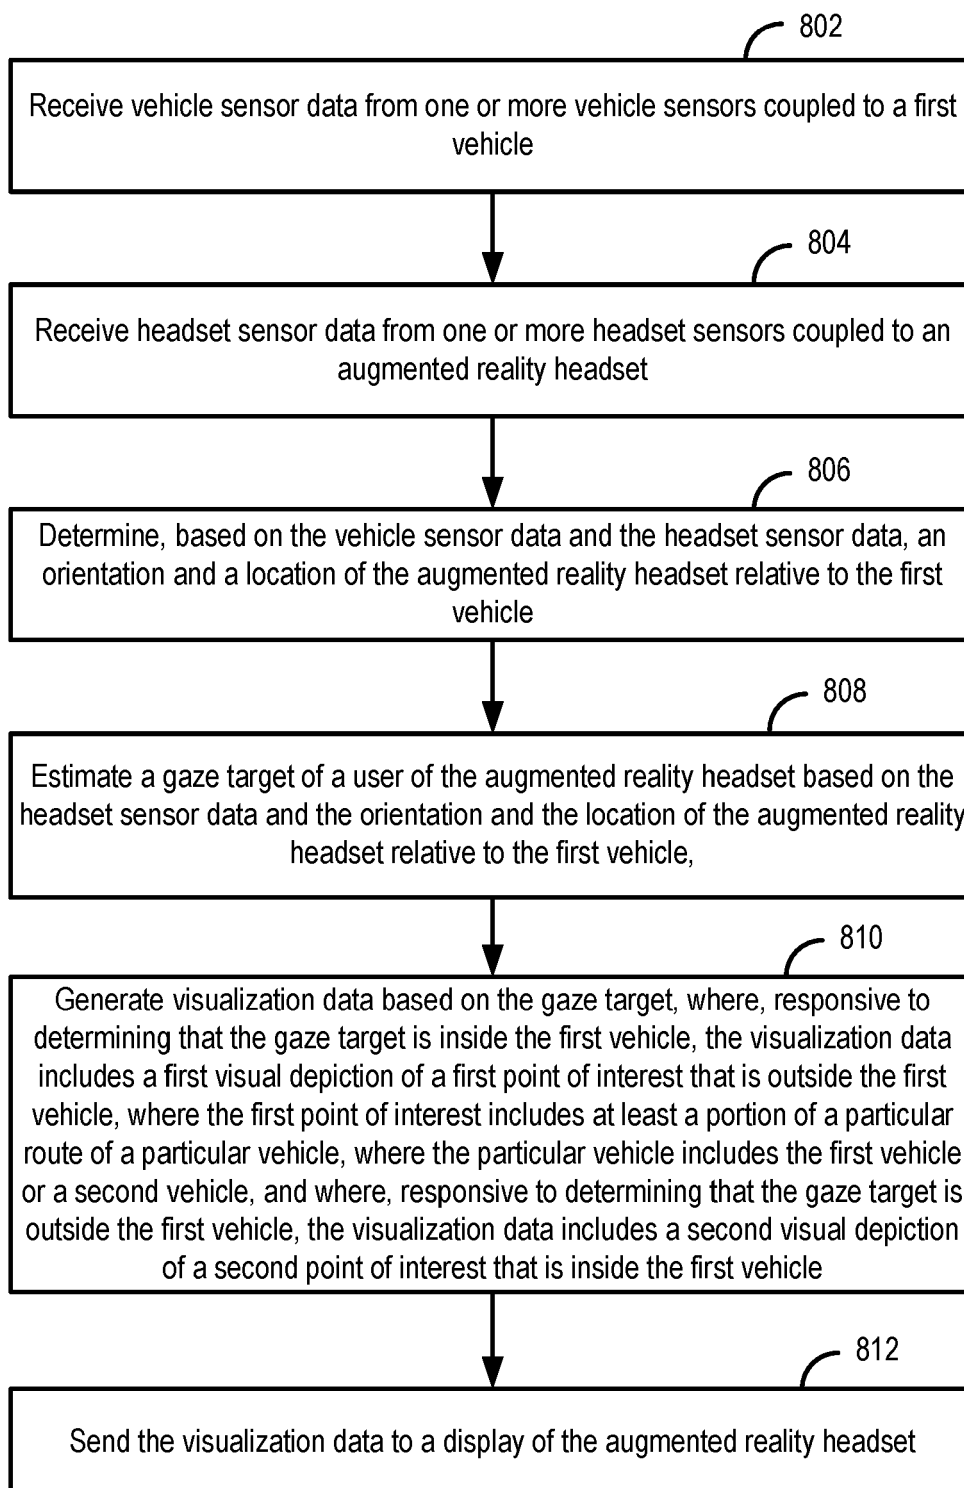 802
Receive vehicle sensor data from one or more vehicle sensors coupled to a first
vehicle
804
Receive headset sensor data from one or more headset sensors coupled to an
augmented reality headset
806
Determine, based on the vehicle sensor data and the headset sensor data, an
orientation and a location of the augmented reality headset relative to the first
vehicle
808
Estimate a gaze target of a user of the augmented reality headset based on the
headset sensor data and the orientation and the location of the augmented reality
headset relative to the first vehicle,
810
Generate visualization data based on the gaze target, where, responsive to
determining that the gaze target is inside the first vehicle, the visualization data
includes a first visual depiction of a first point of interest that is outside the first
vehicle, where the first point of interest includes at least a portion of a particular
route of a particular vehicle, where the particular vehicle includes the first vehicle
or a second vehicle, and where, responsive to determining that the gaze target is
outside the first vehicle, the visualization data includes a second visual depiction
of a second point of interest that is inside the first vehicle
812
Send the visualization data to a display of the augmented reality headset